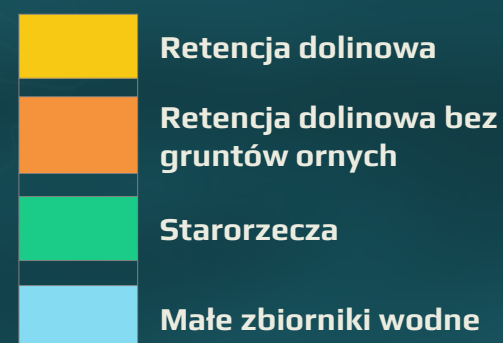 Retencja dolinowa
Retencja dolinowa bez
gruntów ornych
Starorzecza
Małe zbiorniki wodne